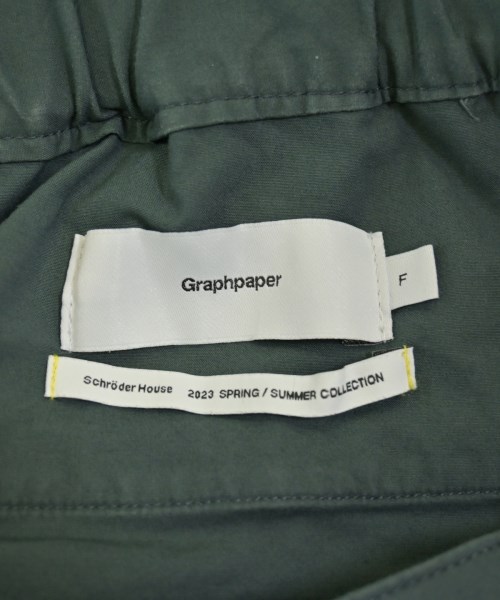 Graphpaper
F
Schröder House 2023 SPRING / SUMMER COLLECTION